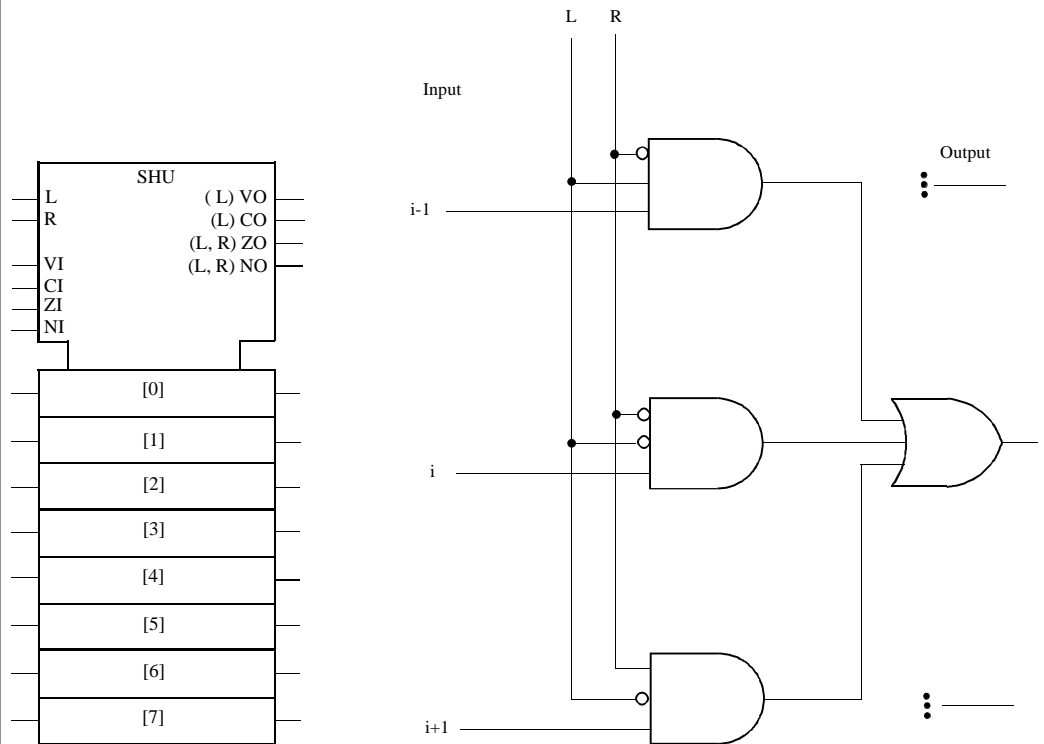 SHU
L
( L) VO
R
(L) CO
(L, R) ZO
VI
(L, R) NO
CI
ZI
NI
[0]
[1]
[2]
[3]
[4]
[5]
[6]
[7]
L
R
Input
Output
i-1
i
i+1